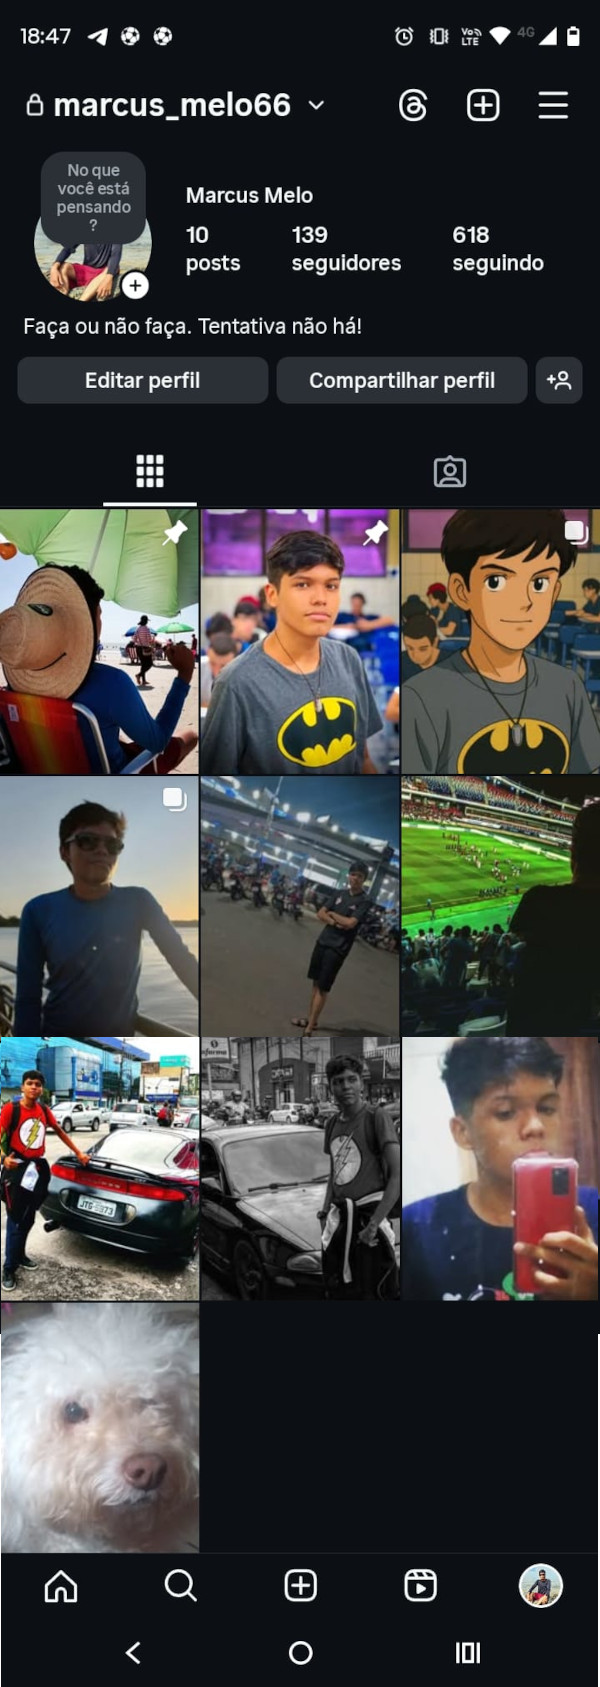 18:47
Vo LTE
4G
marcus_melo66
No que
você está
pensando
?
Marcus Melo
10
139
618
posts
seguidores
seguindo
Faça ou não faça. Tentativa não há!
Editar perfil
Compartilhar perfil